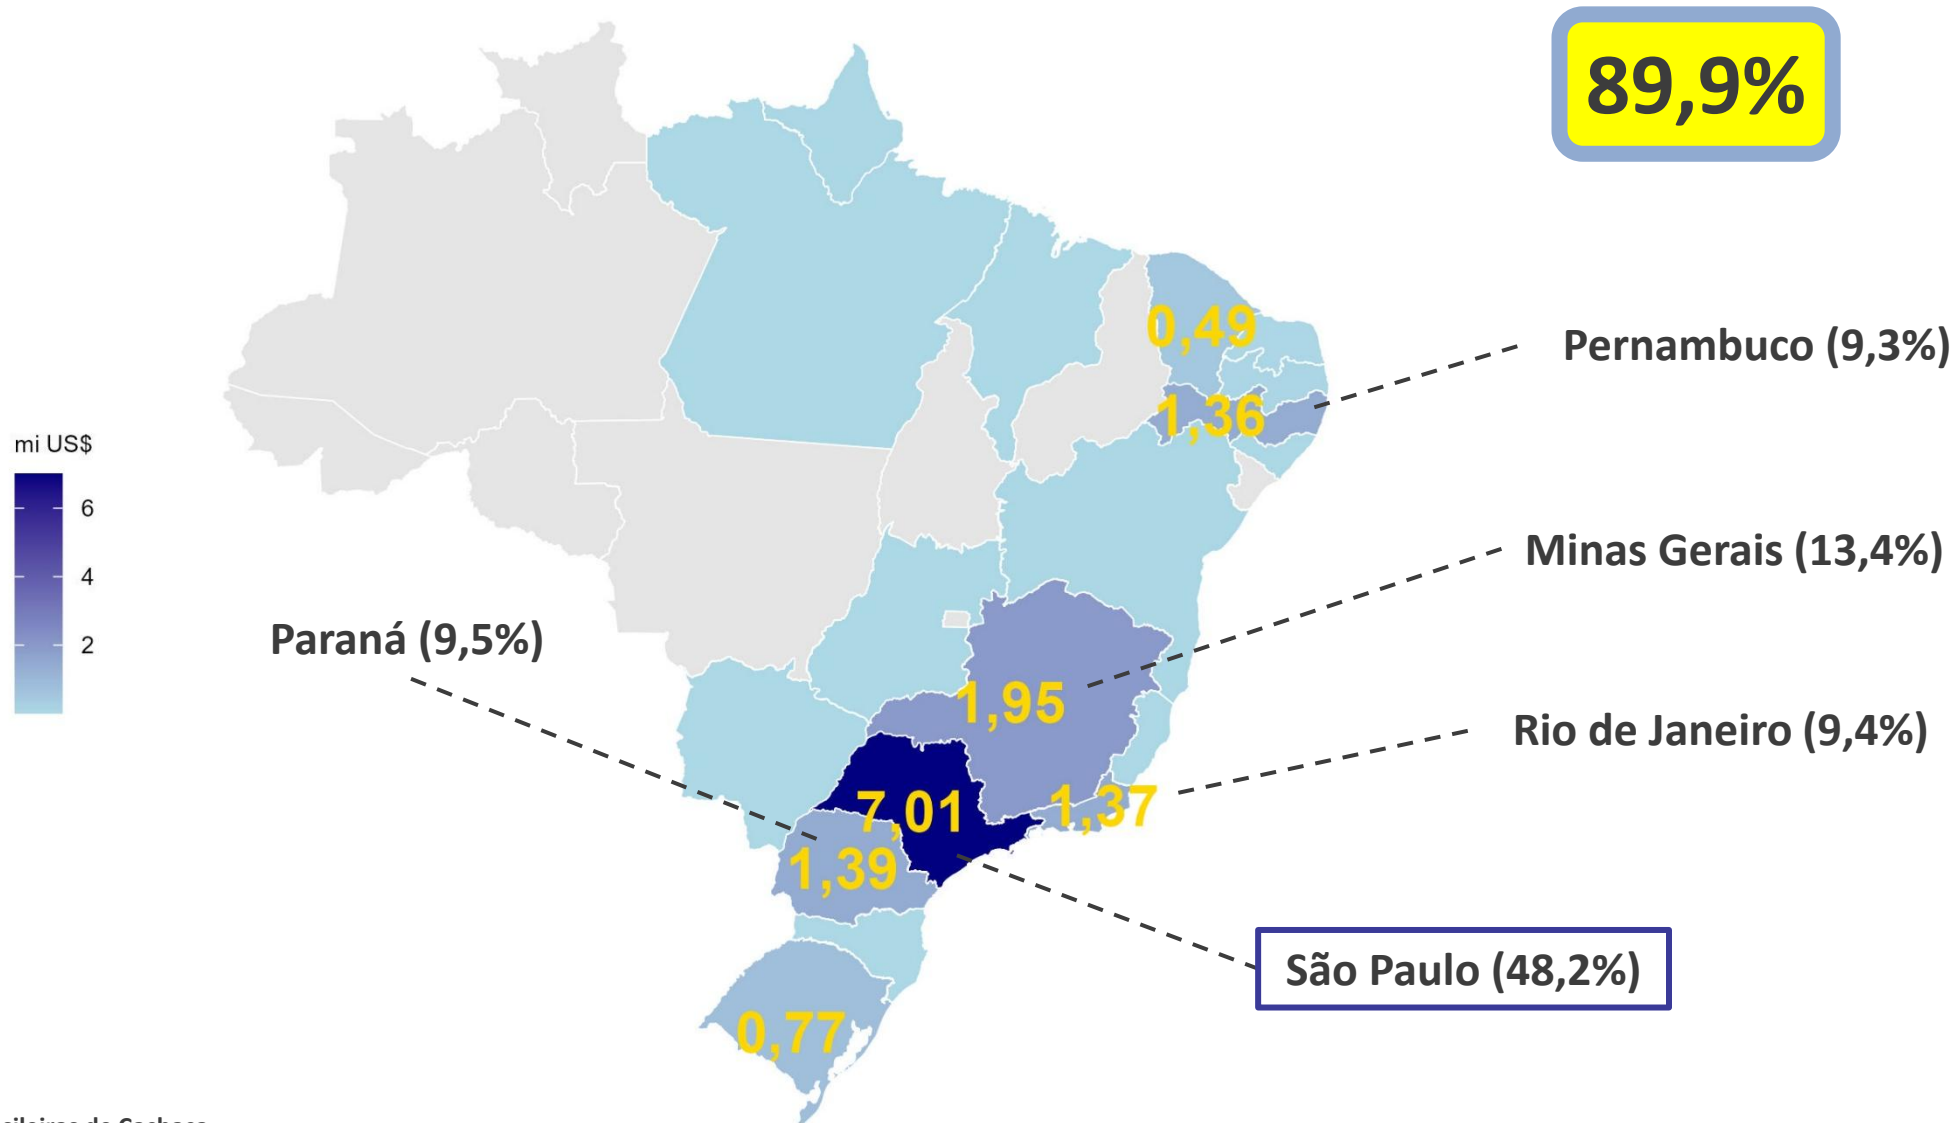 89,9%
0,49
Pernambuco (9,3%)
1,36
mi US$
6
4
2
Minas Gerais (13,4%)
Paraná (9,5%)
1,95
Rio de Janeiro (9,4%)
7,01
1,37
1,39
São Paulo (48,2%)
0,77